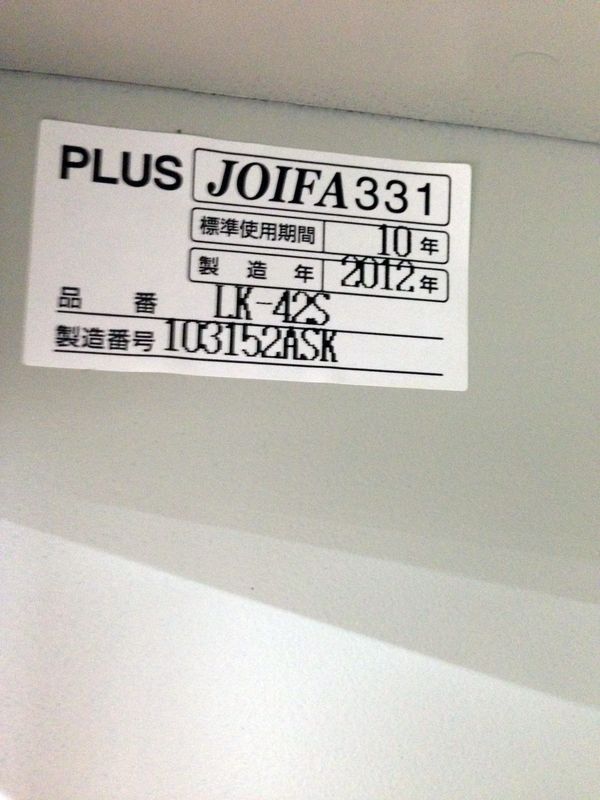 PLUS JOIFA331
標準使用期間 10年
製造年 2012年
品番 LK-42S
製造番号 103152ASK